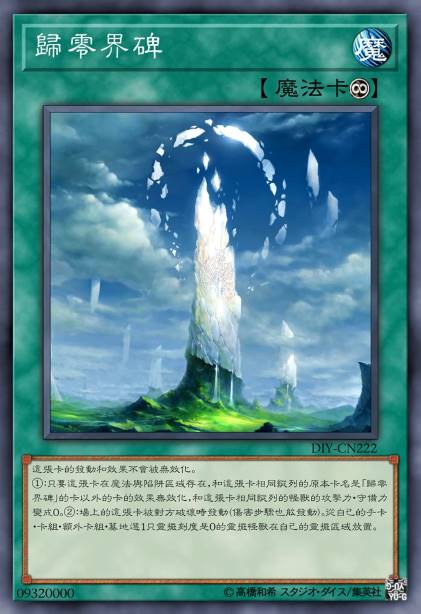 歸零界碑
魔
【魔法卡】
DIY-CN222
這張卡的發動和效果不會被無效化。
①:只要這張卡在魔法與陷阱區域存在,和這張卡相同縱列的原本卡名是「歸零
界碑」的卡以外的卡的效果無效化,和這張卡相同縱列的怪獸的攻擊力·守備力
變成0。②:場上的這張卡被對方破壞時發動(傷害步驟也能發動)。從自己的手卡
·卡組·額外卡組·墓地選1只靈擺刻度是0的靈擺怪獸在自己的靈擺區域放置。
09320000
©高橋和希 スタジオ・ダイス/集英社